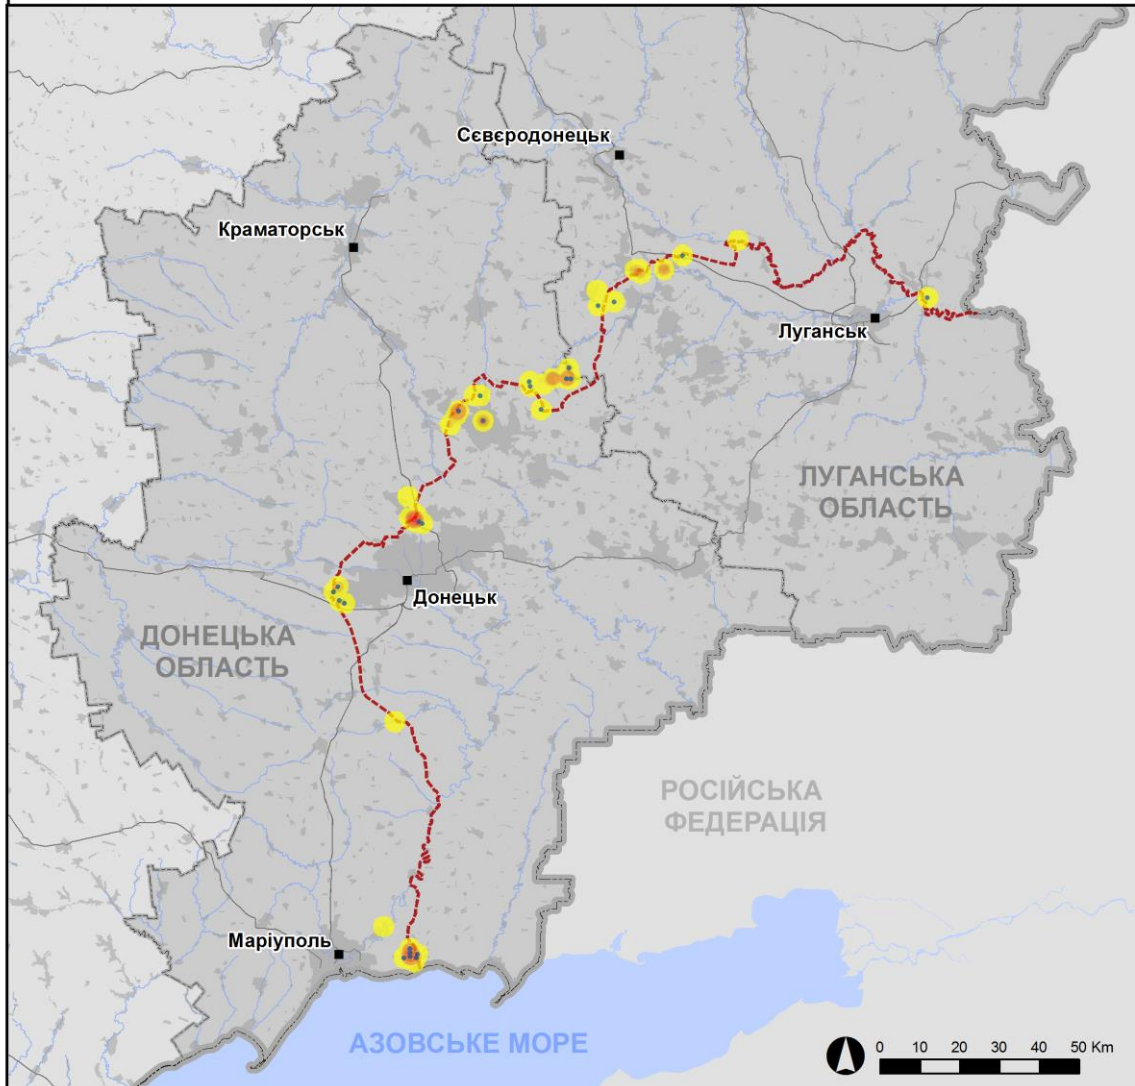 Сєвєродонецьк
Краматорськ
Луганськ
ЛУГАНСЬКА
ОБЛАСТЬ
Донецьк
ДОНЕЦЬКА
ОБЛАСТЬ
РОСІЙСЬКА
ФЕДЕРАЦІЯ
Маріуполь
АЗОВСЬКЕ МОРЕ
0 10 20 30 40 50 Km